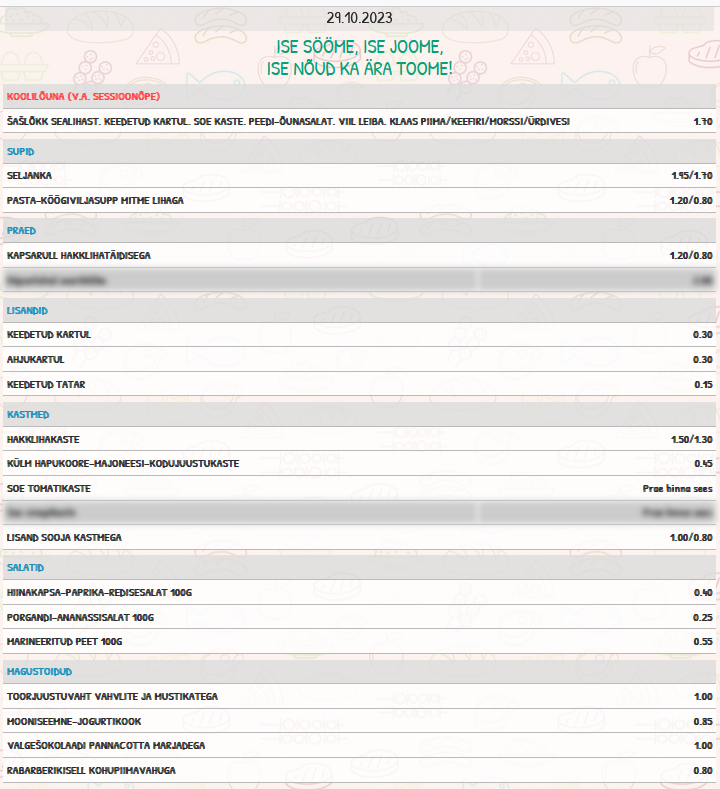 29.10.2023
ISE SÖÖME, ISE JOOME,
ISE NÕUD KA ÄRA TOOME!
KOOLILÕUNA (V.A. SESSIOONÕPE)
ŠAŠLÕKK SEALIHAST. KEEDETUD KARTUL. SOE KASTE. PEEDI-ÕUNASALAT. VIIL LEIBA. KLAAS PIIMA/KEEFIRI/MORSSI/ÜRDIVESI 1.70
SUPID
SELJANKA 1.95/1.70
PASTA-KÖÖGIVILJASUPP MITME LIHAGA 1.20/0.80
PRAED
KAPSARULL HAKKLIHATÄIDISEGA 1.20/0.80
LISANDID
KEEDETUD KARTUL 0.30
AHJUKARTUL 0.30
KEEDETUD TATAR 0.15
KASTMED
HAKKLIHAKASTE 1.50/1.30
KÜLM HAPUKOORE-MAJONEESI-KODUJUUSTUKASTE 0.45
SOE TOMATIKASTE Prae hinna sees
LISAND SOOJA KASTMEGA 1.00/0.80
SALATID
HIINAKAPSA-PAPRIKA-REDISESALAT 100G 0.40
PORGANDI-ANANASSISALAT 100G 0.25
MARINEERITUD PEET 100G 0.55
MAGUSTOIDUD
TOORJUUSTUVAHT VAHVLITE JA MUSTIKATEGA 1.00
MOONISEEMNE-JOGURTIKOOK 0.85
VALGEŠOKOLAADI PANNACOTTA MARJADEGA 1.00
RABARBERIKISELL KOHUPIIMAVAHUGA 0.80